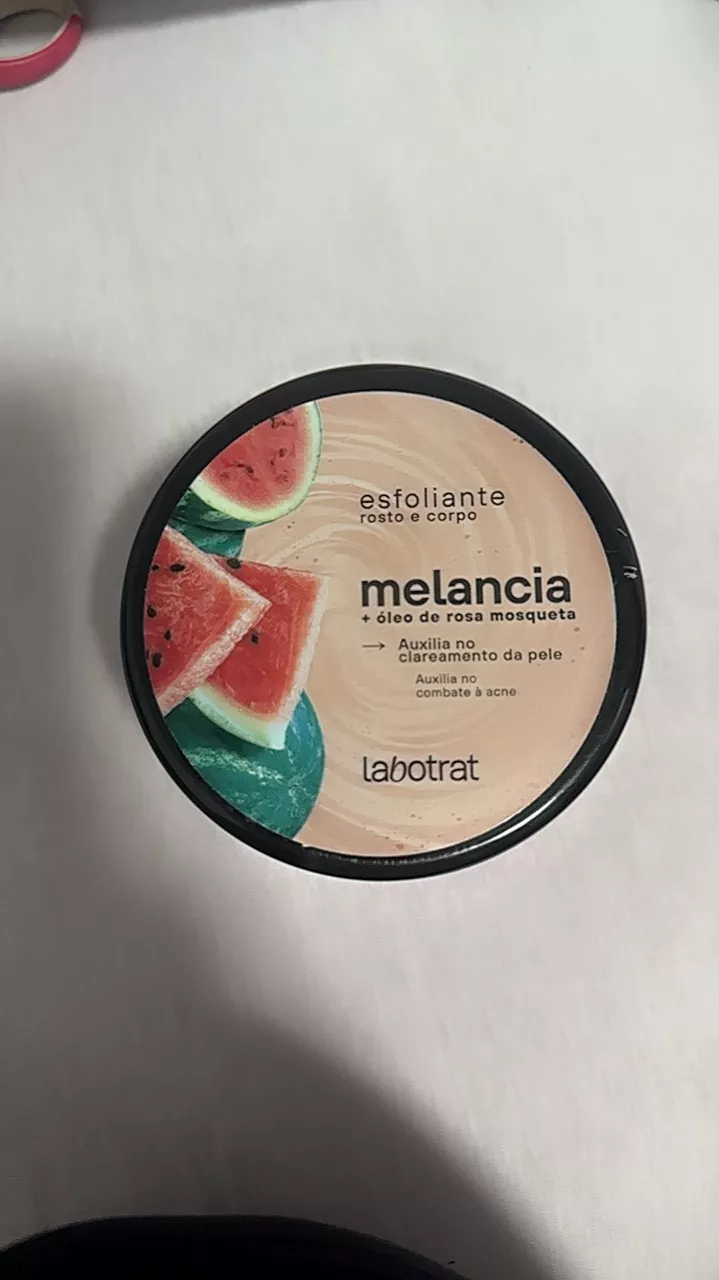 esfoliante
rosto e corpo
melancia
+ óleo de rosa mosqueta
→ Auxilia no
clareamento da pele
Auxilia no
combate à acne
labotrat